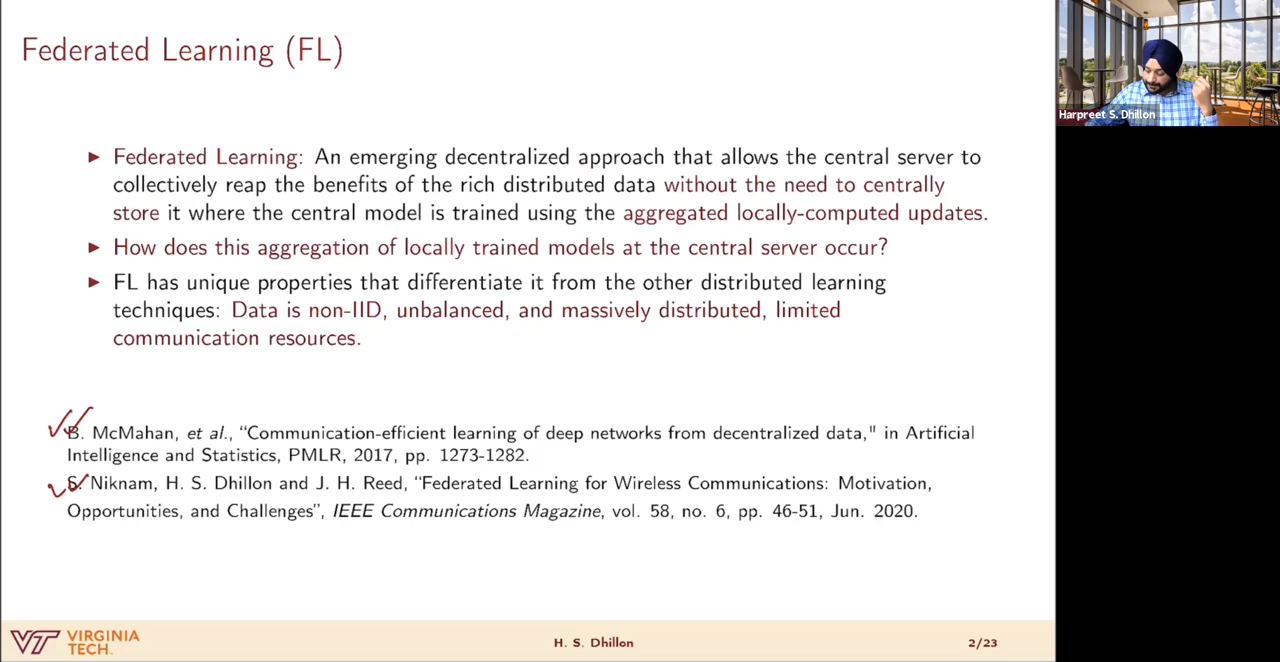 Federated Learning (FL)
Harpreet S. Dhillon
► Federated Learning: An emerging decentralized approach that allows the central server to
collectively reap the benefits of the rich distributed data without the need to centrally
store it where the central model is trained using the aggregated locally-computed updates.
► How does this aggregation of locally trained models at the central server occur?
► FL has unique properties that differentiate it from the other distributed learning
techniques: Data is non-IID, unbalanced, and massively distributed, limited
communication resources.
B. McMahan, et al., “Communication-efficient learning of deep networks from decentralized data," in Artificial
Intelligence and Statistics, PMLR, 2017, pp. 1273-1282.
S. Niknam, H. S. Dhillon and J. H. Reed, “Federated Learning for Wireless Communications: Motivation,
Opportunities, and Challenges”, IEEE Communications Magazine, vol. 58, no. 6, pp. 46-51, Jun. 2020.
VT VIRGINIA
TECH.
H. S. Dhillon
2/23